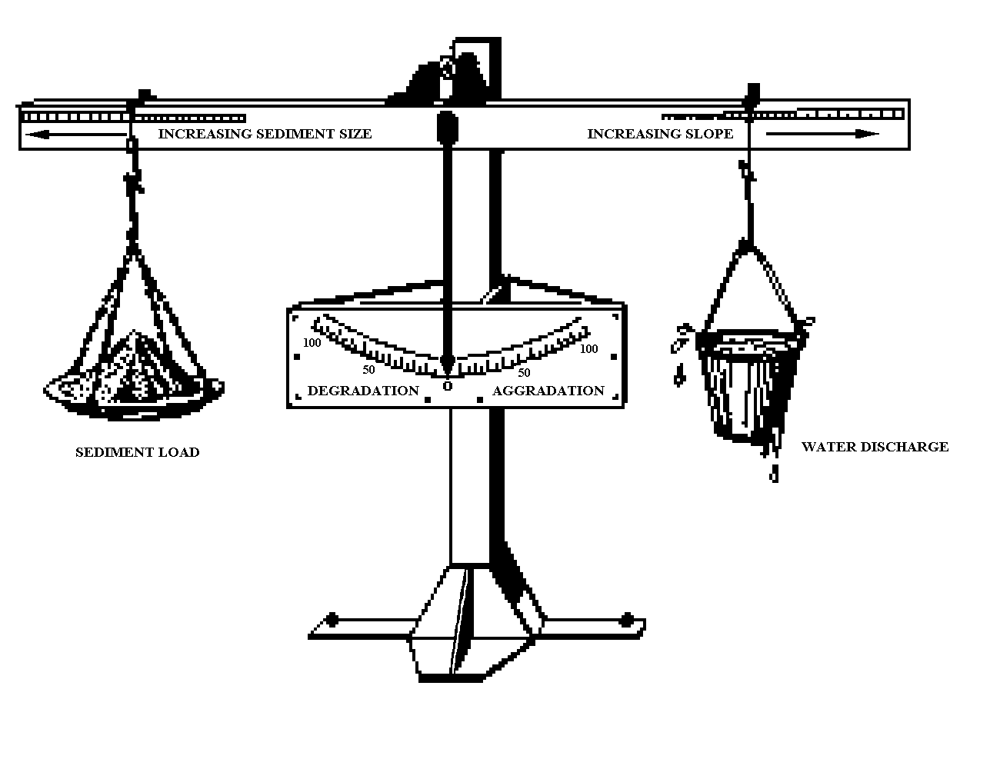 INCREASING SEDIMENT SIZE
INCREASING SLOPE
100
50
0
50
100
DEGRADATION
AGGRADATION
SEDIMENT LOAD
WATER DISCHARGE